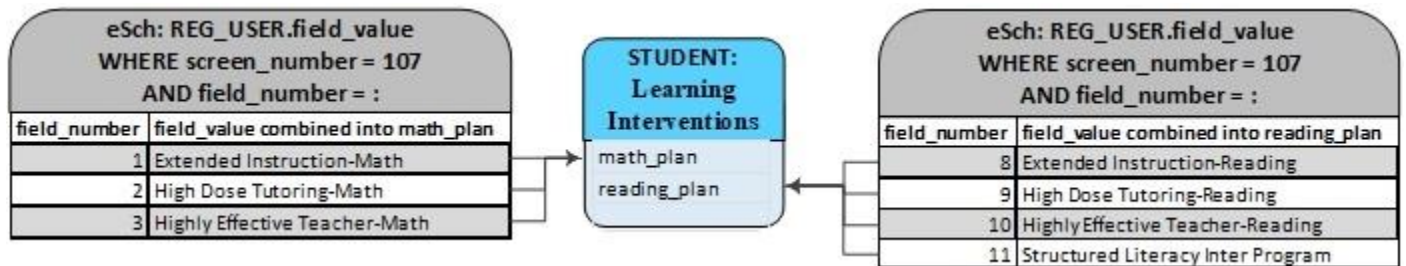 eSch: REG_USER.field_value
WHERE screen_number = 107
AND field_number = :
field_number field_value combined into math_plan
1 Extended Instruction-Math
2 High Dose Tutoring-Math
3 Highly Effective Teacher-Math
STUDENT:
Learning
Interventions
math_plan
reading_plan
eSch: REG_USER.field_value
WHERE screen_number = 107
AND field_number = :
field_number field_value combined into reading_plan
8 Extended Instruction-Reading
9 High Dose Tutoring-Reading
10 Highly Effective Teacher-Reading
11 Structured Literacy Inter Program